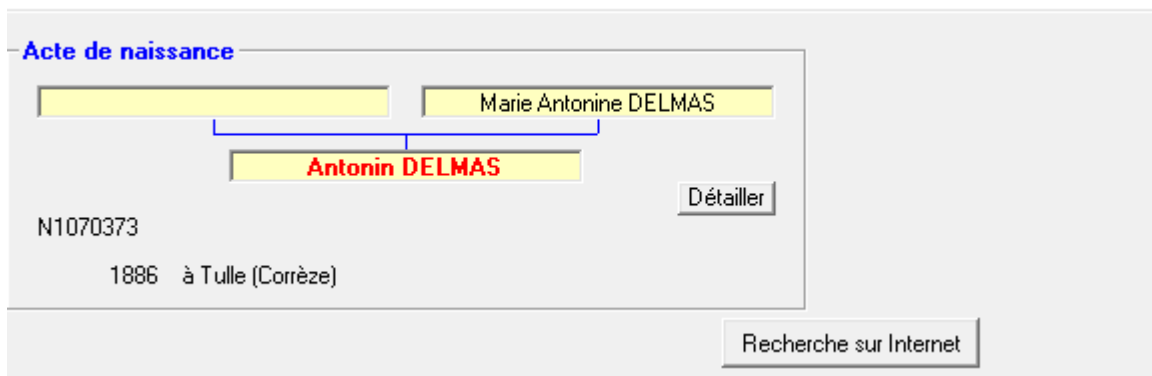 Acte de naissance
Marie Antonine DELMAS
Antonin DELMAS
Détailler
N1070373
1886 à Tulle (Corrèze)
Recherche sur Internet